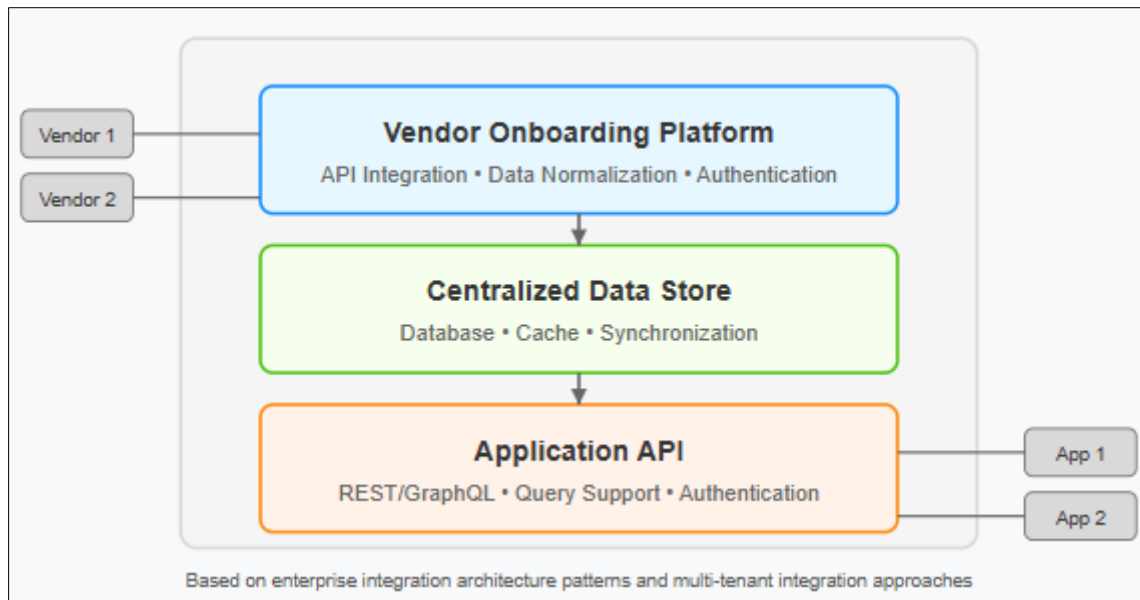 Vendor Onboarding Platform
API Integration • Data Normalization • Authentication
Vendor 1
Vendor 2
Centralized Data Store
Database • Cache • Synchronization
Application API
REST/GraphQL • Query Support • Authentication
App 1
App 2
Based on enterprise integration architecture patterns and multi-tenant integration approaches